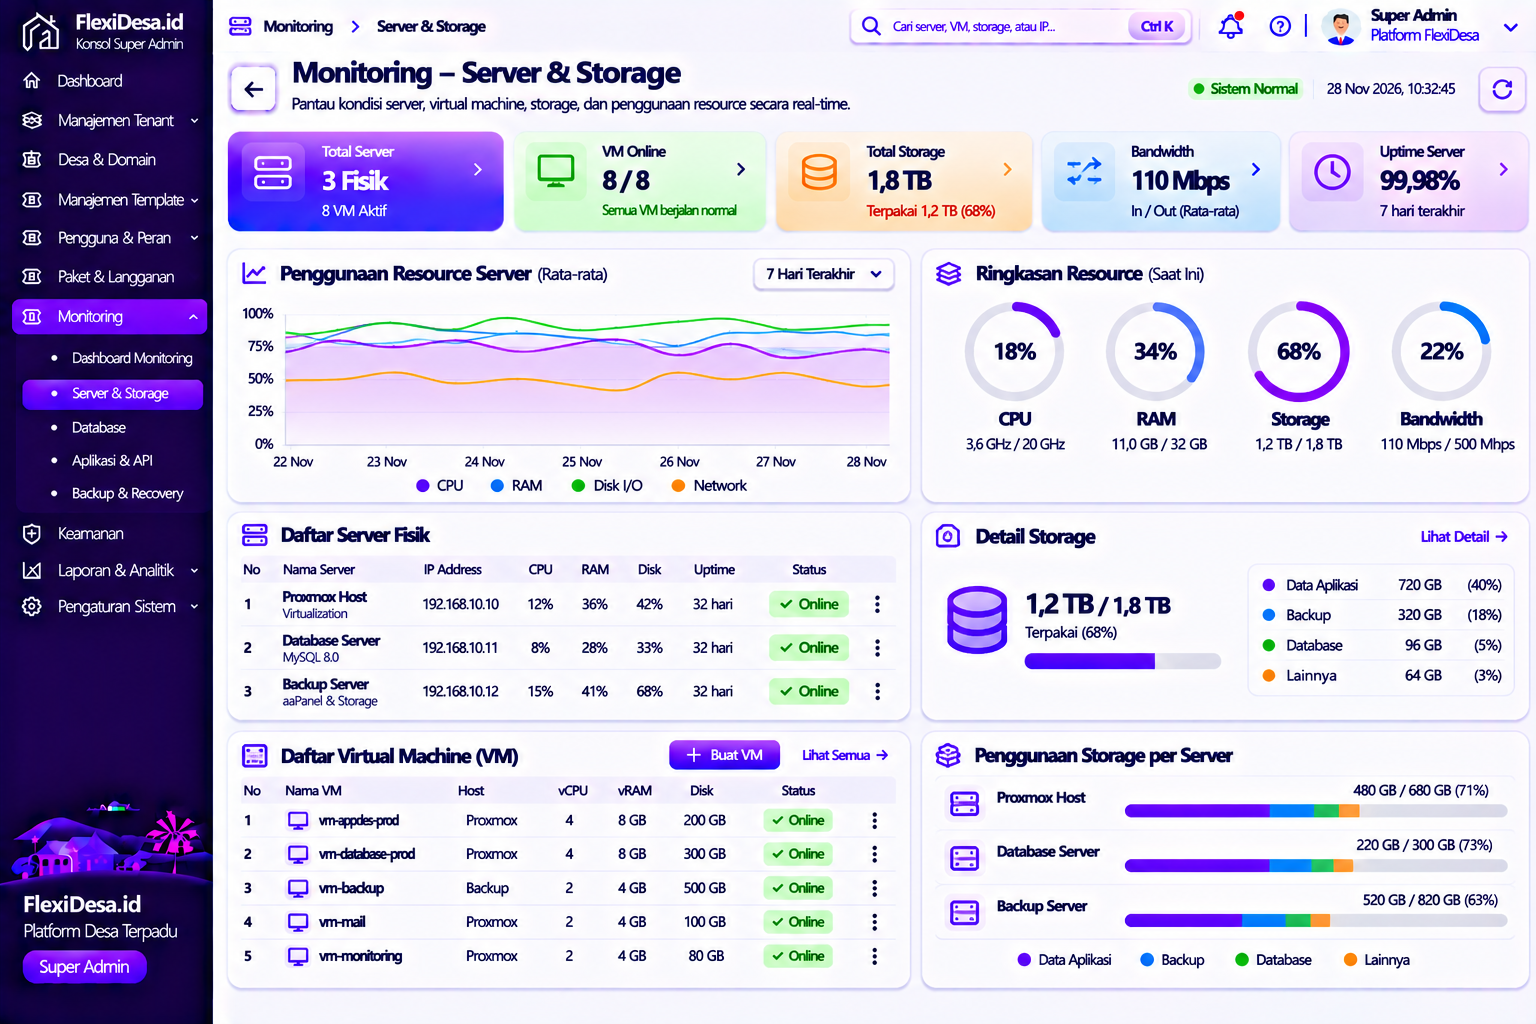 FlexiDesa.id
Konsol Super Admin
Dashboard
Manajemen Tenant
Desa & Domain
Manajemen Template
Pengguna & Peran
Paket & Langganan
Monitoring
Dashboard Monitoring
Server & Storage
Database
Aplikasi & API
Backup & Recovery
Keamanan
Laporan & Analitik
Pengaturan Sistem
FlexiDesa.id
Platform Desa Terpadu
Super Admin
Monitoring > Server & Storage
Cari server, VM, storage, atau IP... Ctrl K
Super Admin
Platform FlexiDesa
Monitoring – Server & Storage
Pantau kondisi server, virtual machine, storage, dan penggunaan resource secara real-time.
Sistem Normal 28 Nov 2026, 10:32:45
Total Server
3 Fisik
8 VM Aktif
VM Online
8 / 8
Semua VM berjalan normal
Total Storage
1,8 TB
Terpakai 1,2 TB (68%)
Bandwidth
110 Mbps
In / Out (Rata-rata)
Uptime Server
99,98%
7 hari terakhir
Penggunaan Resource Server (Rata-rata) 7 Hari Terakhir
100%
75%
50%
25%
0%
22 Nov 23 Nov 24 Nov 25 Nov 26 Nov 27 Nov 28 Nov
CPU RAM Disk I/O Network
Ringkasan Resource (Saat Ini)
18% 34% 68% 22%
CPU RAM Storage Bandwidth
3,6 GHz / 20 GHz 11,0 GB / 32 GB 1,2 TB / 1,8 TB 110 Mbps / 500 Mhps
Daftar Server Fisik
No Nama Server IP Address CPU RAM Disk Uptime Status
1 Proxmox Host 192.168.10.10 12% 36% 42% 32 hari Online
Virtualization
2 Database Server 192.168.10.11 8% 28% 33% 32 hari Online
MySQL 8.0
3 Backup Server 192.168.10.12 15% 41% 68% 32 hari Online
aaPanel & Storage
Detail Storage Lihat Detail →
1,2 TB / 1,8 TB
Terpakai (68%)
Data Aplikasi 720 GB (40%)
Backup 320 GB (18%)
Database 96 GB (5%)
Lainnya 64 GB (3%)
Daftar Virtual Machine (VM) + Buat VM Lihat Semua →
No Nama VM Host vCPU vRAM Disk Status
1 vm-appdes-prod Proxmox 4 8 GB 200 GB Online
2 vm-database-prod Proxmox 4 8 GB 300 GB Online
3 vm-backup Backup 2 4 GB 500 GB Online
4 vm-mail Proxmox 2 4 GB 100 GB Online
5 vm-monitoring Proxmox 2 4 GB 80 GB Online
Penggunaan Storage per Server
Proxmox Host 480 GB / 680 GB (71%)
Database Server 220 GB / 300 GB (73%)
Backup Server 520 GB / 820 GB (63%)
Data Aplikasi Backup Database Lainnya